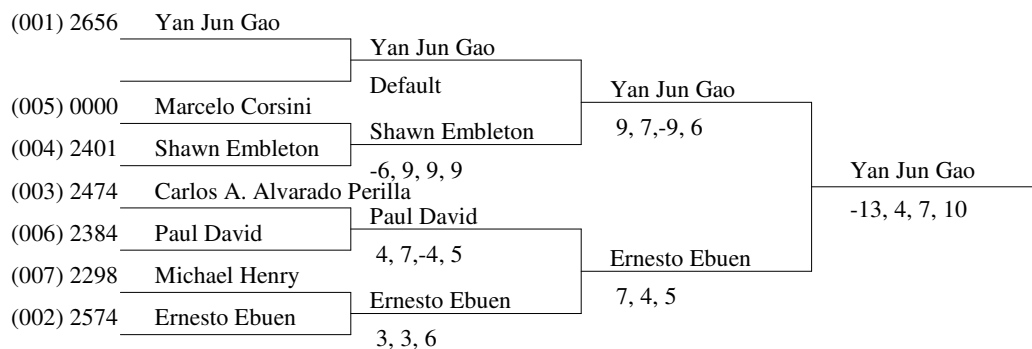 (001) 2656 Yan Jun Gao
Yan Jun Gao
Default
Yan Jun Gao
9, 7,-9, 6
(005) 0000 Marcelo Corsini
Shawn Embleton
(004) 2401 Shawn Embleton
-6, 9, 9, 9
Yan Jun Gao
-13, 4, 7, 10
(003) 2474 Carlos A. Alvarado Perilla
Paul David
(006) 2384 Paul David
4, 7,-4, 5
Ernesto Ebuen
7, 4, 5
(007) 2298 Michael Henry
Ernesto Ebuen
(002) 2574 Ernesto Ebuen
3, 3, 6